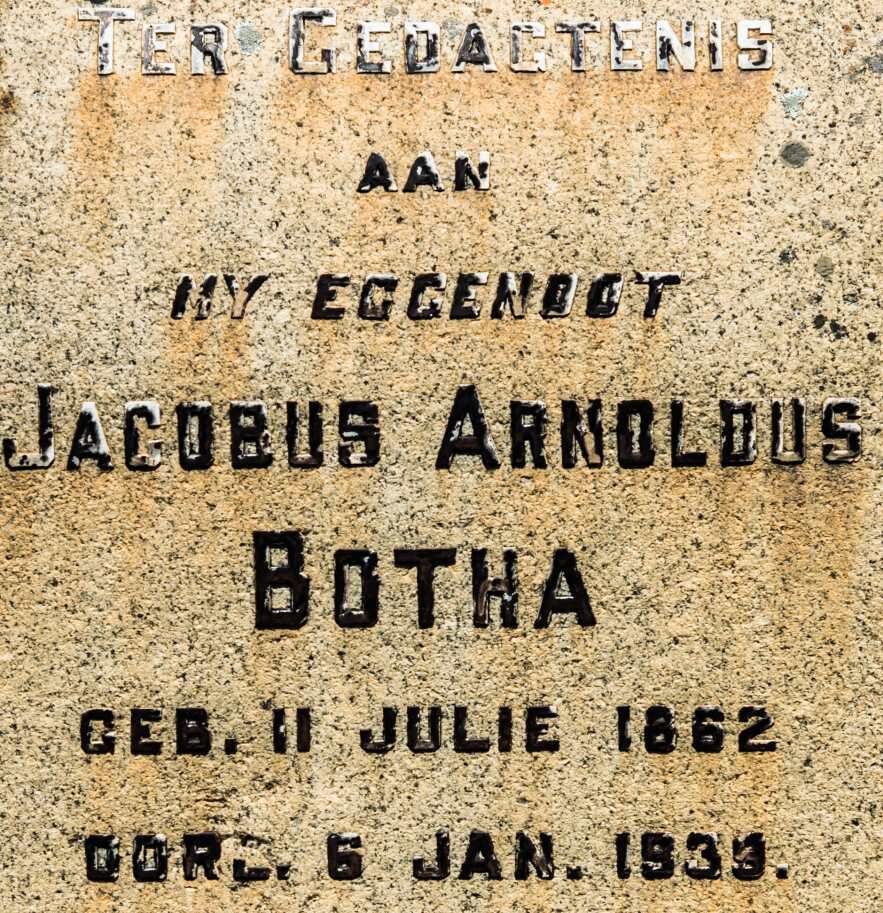 TER GEDACTENIS
AAN
MY EGGENOOT
JACOBUS ARNOLDUS
BOTHA
GEB. 11 JULIE 1862
OORL. 6 JAN. 1939.